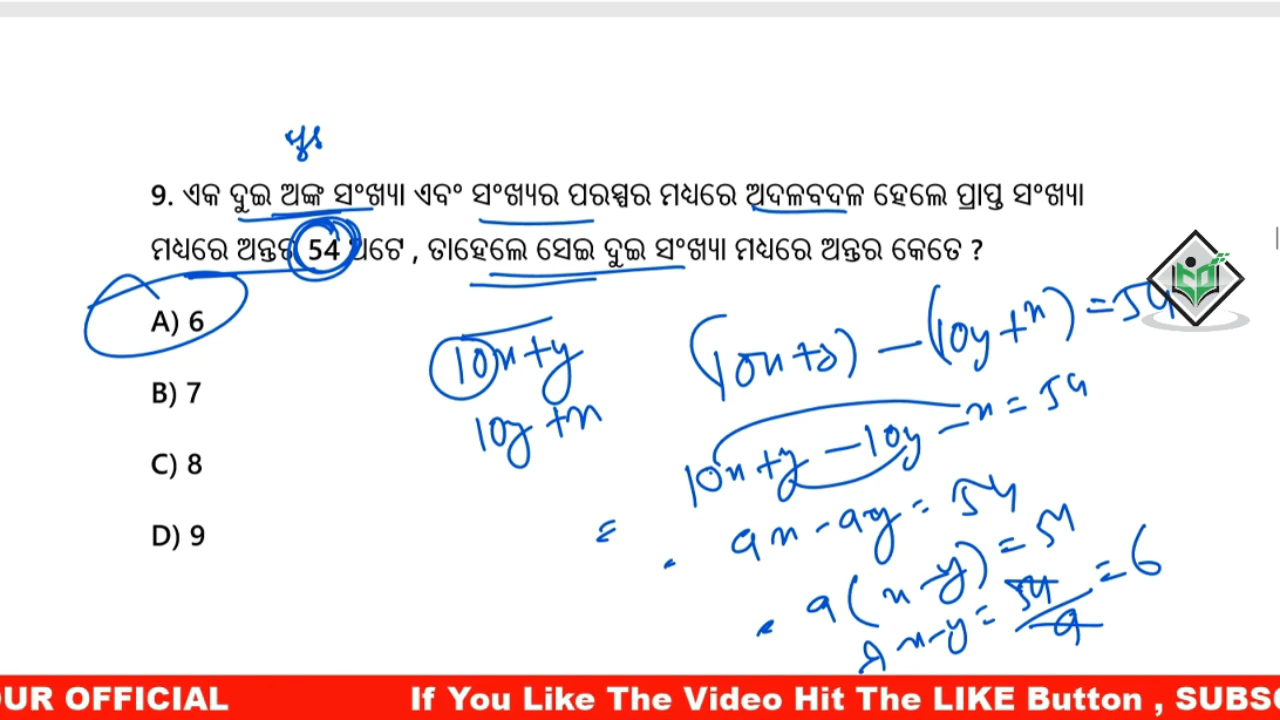 9. ଏକ ଦୁଇ ଅଙ୍କ ସଂଖ୍ୟା ଏବଂ ସଂଖ୍ୟର ପରସ୍ପର ମଧ୍ୟରେ ଅଦଳବଦଳ ହେଲେ ପ୍ରାପ୍ତ ସଂଖ୍ୟା
ମଧ୍ୟରେ ଅନ୍ତର 54 ଅଟେ , ତାହେଲେ ସେଇ ଦୁଇ ସଂଖ୍ୟା ମଧ୍ୟରେ ଅନ୍ତର କେତେ ?
A) 6
B) 7
C) 8
D) 9
10x+y
10y+x
(10x+y) - (10y+x) = 54
10x+y - 10y - x = 54
= 9x - 9y = 54
9(x-y) = 54
x-y = 54/9 = 6
OUR OFFICIAL If You Like The Video Hit The LIKE Button , SUBSC